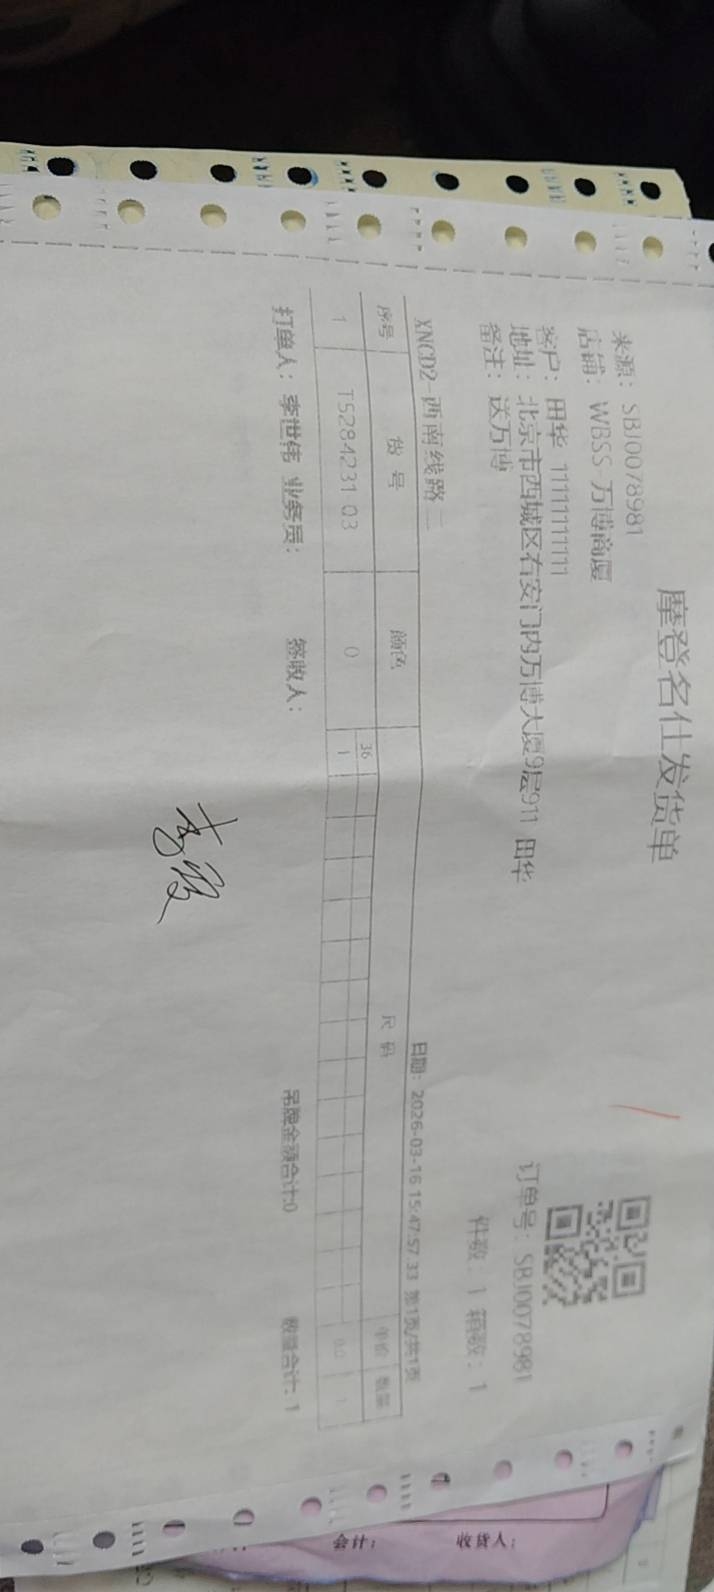 摩登名仕发货单
来源: SBJ0078981
店铺: WBSS 万博商厦
客户: 田华 11111111111
订单号: SBJ0078981
地址: 北京市西城区右安门内万博大厦9层911 田华
备注: 送万博
件数: 1 箱数: 1
XNCD2-西南线路二
日期: 2026-03-16 15:47:57.33 第1页/共1页
序号 货号 颜色 尺码 单价 数量
36
1 TS284231 Q3 0 1 0.0 1
打单人: 李世伟 业务员: 签收人: 吊牌金额合计:0 数量合计: 1
会计: 收货人: